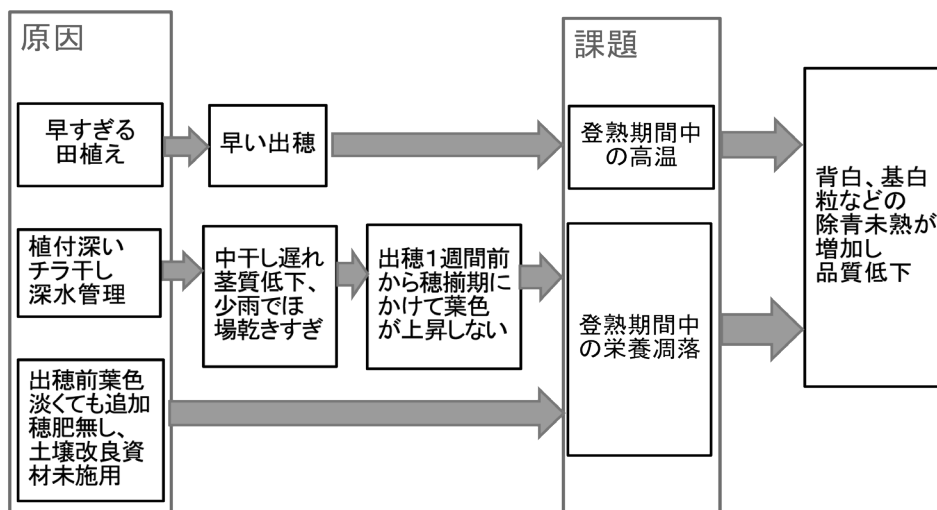 原因
課題
早すぎる
田植え
早い出穂
登熟期間中
の高温
背白、基白
粒などの
除青未熟が
増加し
品質低下
植付深い
チラ干し
深水管理
中干し遅れ
茎質低下、
少雨でほ
場乾きすぎ
出穂1週間前
から穂揃期に
かけて葉色
が上昇しない
登熟期間中
の栄養凋落
出穂前葉色
淡くても追加
穂肥無し、
土壌改良資
材未施用